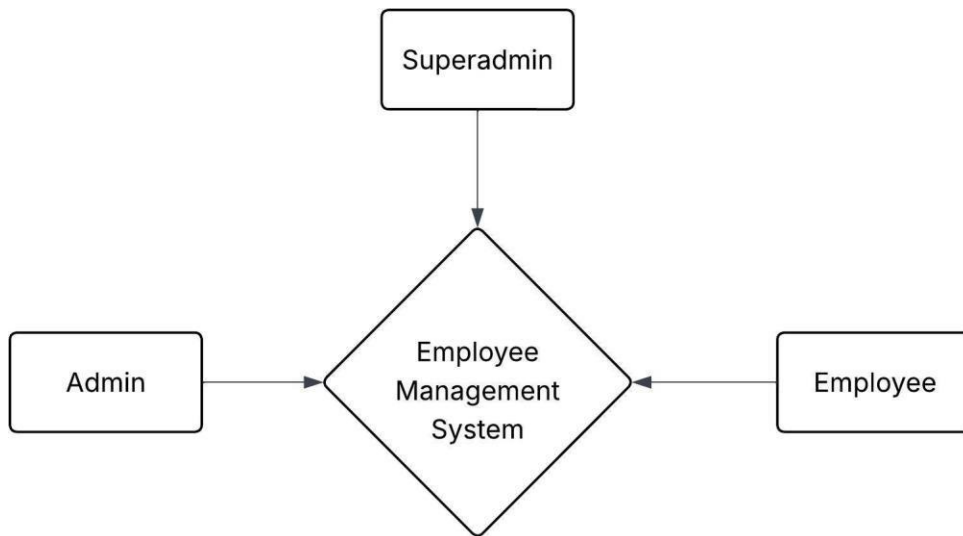 Superadmin
Admin
Employee
Management
System
Employee